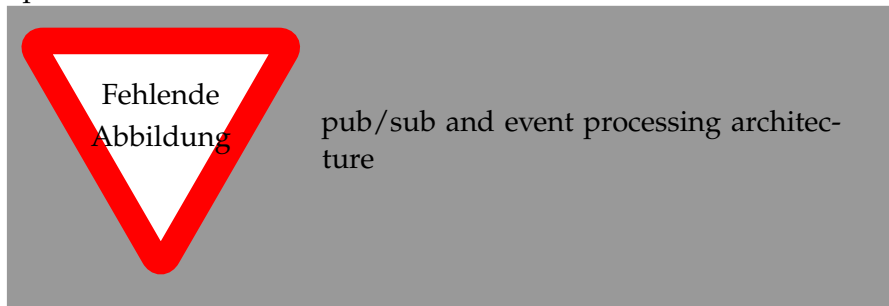 Fehlende
Abbildung
pub/sub and event processing architec-
ture